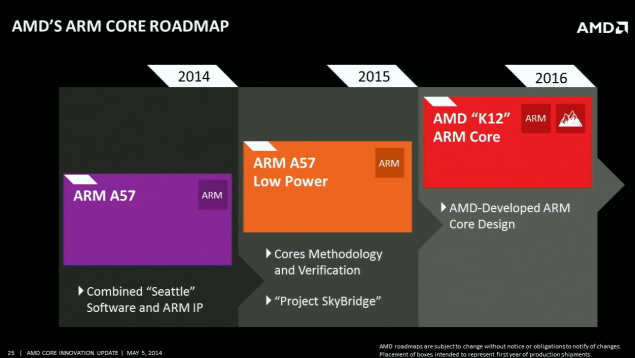 AMD'S ARM CORE ROADMAP
AMD
2014
2015
2016
ARM A57
ARM
ARM A57
Low Power
ARM
AMD “K12”
ARM Core
ARM
Combined “Seattle”
Software and ARM IP
Cores Methodology
and Verification
“Project SkyBridge”
AMD-Developed ARM
Core Design
25 | AMD CORE INNOVATION UPDATE | MAY 5, 2014
AMD roadmaps are subject to change without notice or obligations to notify of changes.
Placement of boxes intended to represent first year of production shipments.